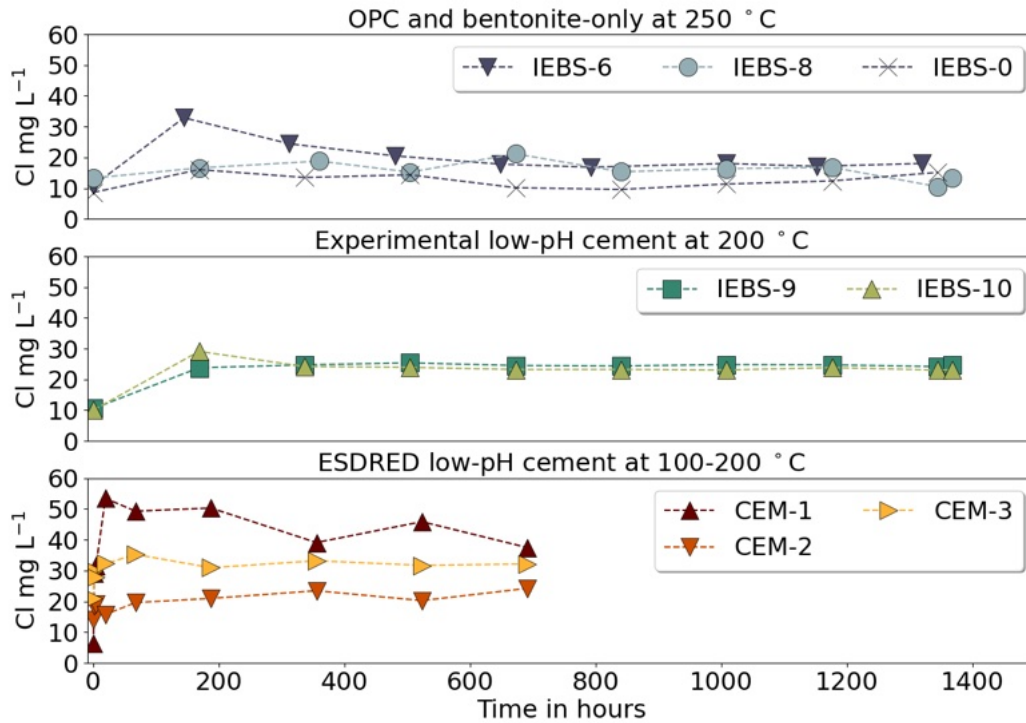 OPC and bentonite-only at 250 °C
60
50
40
30
20
10
0
Cl mg L⁻¹
IEBS-6 IEBS-8 IEBS-0
Experimental low-pH cement at 200 °C
60
50
40
30
20
10
0
Cl mg L⁻¹
IEBS-9 IEBS-10
ESDRED low-pH cement at 100-200 °C
60
50
40
30
20
10
0
Cl mg L⁻¹
CEM-1 CEM-3
CEM-2
0 200 400 600 800 1000 1200 1400
Time in hours